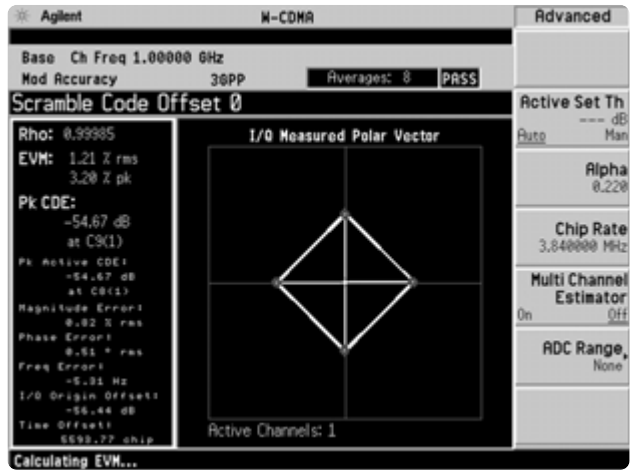 Agilent W-CDMA Advanced
Base Ch Freq 1.00000 GHz
Mod Accuracy 3GPP Averages: 8 PASS
Scramble Code Offset 0
Rho: 0.99985
EVM: 1.21 % rms
3.20 % pk
Pk CDE:
-54.67 dB
at C9(1)
Pk Active CDE:
-54.67 dB
at C8(1)
Magnitude Error:
0.82 % rms
Phase Error:
0.51 ° rms
Freq Error:
-5.31 Hz
I/Q Origin Offset:
-56.44 dB
Time Offset:
5593.77 chip
I/Q Measured Polar Vector
Active Channels: 1
Active Set Th
--- dB
Auto Man
Alpha
0.220
Chip Rate
3.840000 MHz
Multi Channel
Estimator
On Off
ADC Range
None
Calculating EVM...